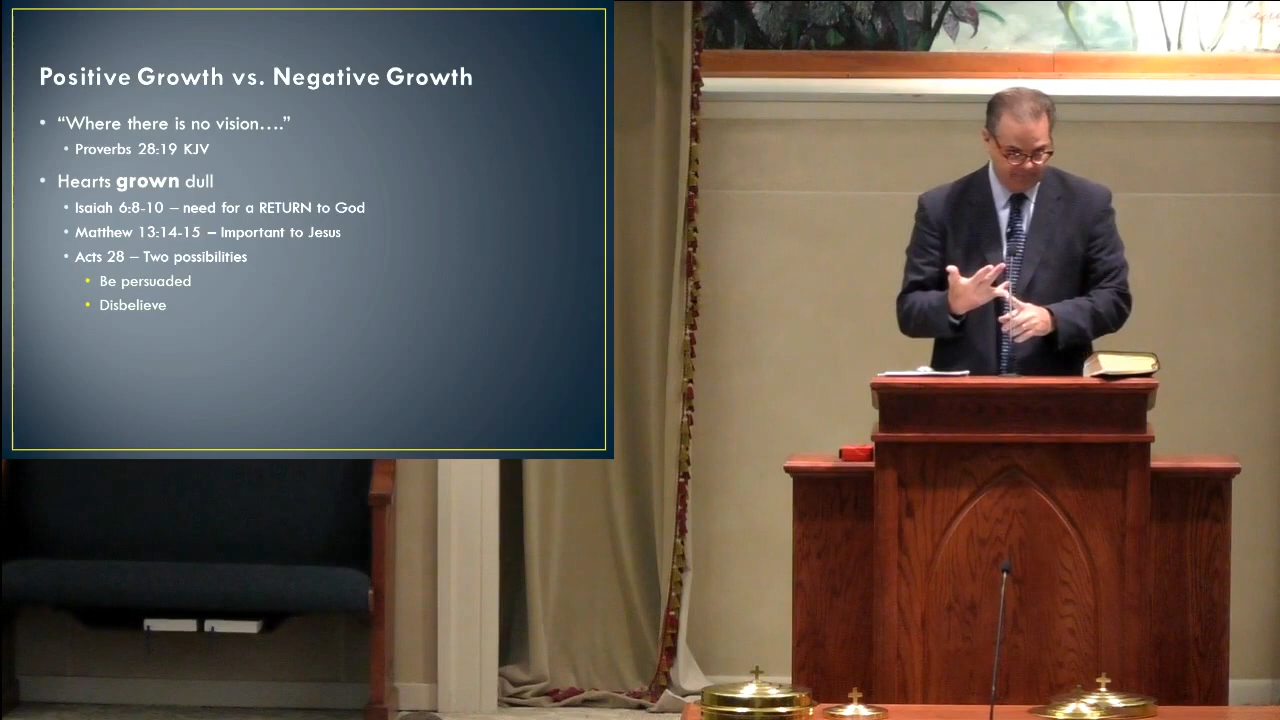 Positive Growth vs. Negative Growth
• “Where there is no vision….”
• Proverbs 28:19 KJV
• Hearts grown dull
• Isaiah 6:8-10 – need for a RETURN to God
• Matthew 13:14-15 – Important to Jesus
• Acts 28 – Two possibilities
• Be persuaded
• Disbelieve